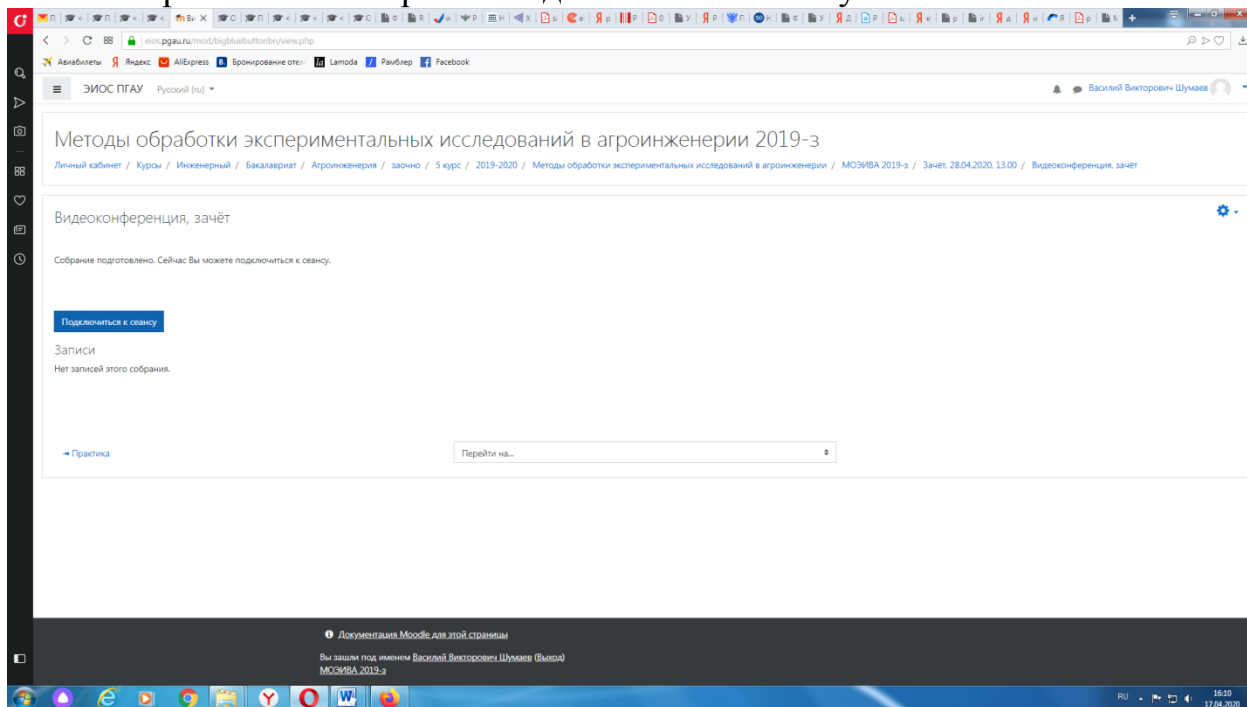 eios.pgau.ru/mod/bigbluebuttonbn/view.php
Авиабилеты Яндекс AliExpress Бронирование отел Lamoda Рамблер Facebook
ЭИОС ПГАУ Русский (ru) Василий Викторович Шумаев
Методы обработки экспериментальных исследований в агроинженерии 2019-з
Личный кабинет / Курсы / Инженерный / Бакалавриат / Агроинженерия / заочно / 5 курс / 2019-2020 / Методы обработки экспериментальных исследований в агроинженерии / МОЭИВА 2019-з / Зачёт, 28.04.2020, 13.00 / Видеоконференция, зачёт
Видеоконференция, зачёт
Собрание подготовлено. Сейчас Вы можете подключиться к сеансу.
Подключиться к сеансу
Записи
Нет записей этого собрания.
◄ Практика Перейти на...
Документация Moodle для этой страницы
Вы зашли под именем Василий Викторович Шумаев (Выход)
МОЭИВА 2019-з
RU 16:10
17.04.2020